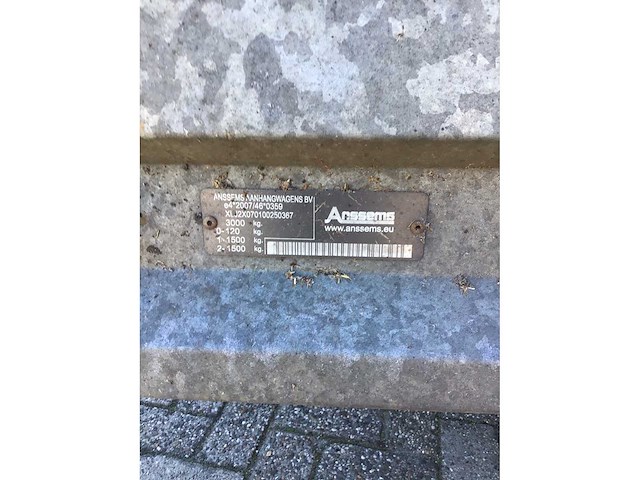 ANSSEMS AANHANGWAGENS BV
e4*2007/46*0359
XLJ2X070100250367
3000 kg.
0- 120 kg.
1- 1500 kg.
2- 1500 kg.
Anssems
www.anssems.eu